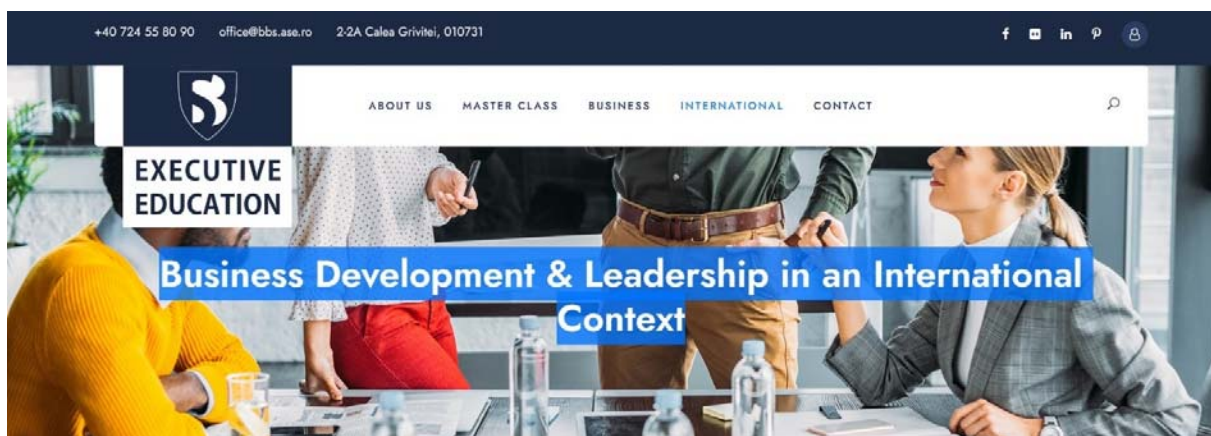 +40 724 55 80 90 office@bbs.ase.ro 2-2A Calea Grivitei, 010731
ABOUT US MASTER CLASS BUSINESS INTERNATIONAL CONTACT
EXECUTIVE
EDUCATION
Business Development & Leadership in an International
Context